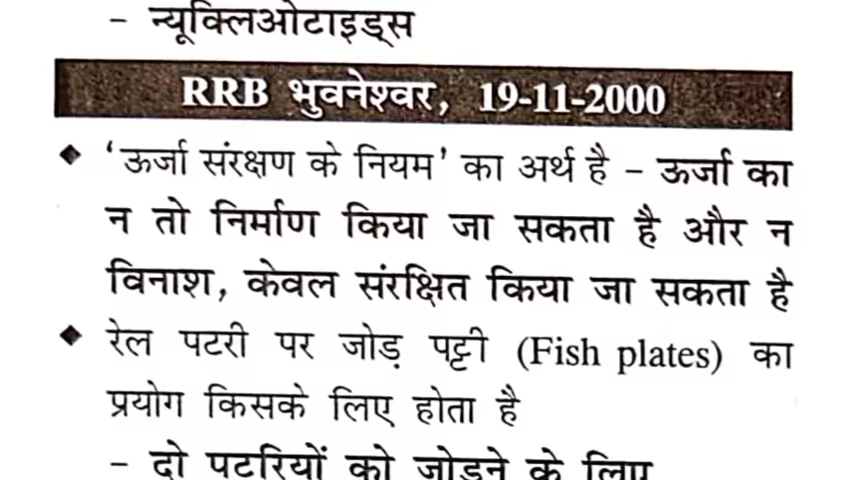 - न्यूक्लिओटाइड्स
RRB भुवनेश्वर, 19-11-2000
◆ 'ऊर्जा संरक्षण के नियम' का अर्थ है - ऊर्जा का
न तो निर्माण किया जा सकता है और न
विनाश, केवल संरक्षित किया जा सकता है
◆ रेल पटरी पर जोड़ पट्टी (Fish plates) का
प्रयोग किसके लिए होता है
- दो पटरियों को जोड़ने के लिए